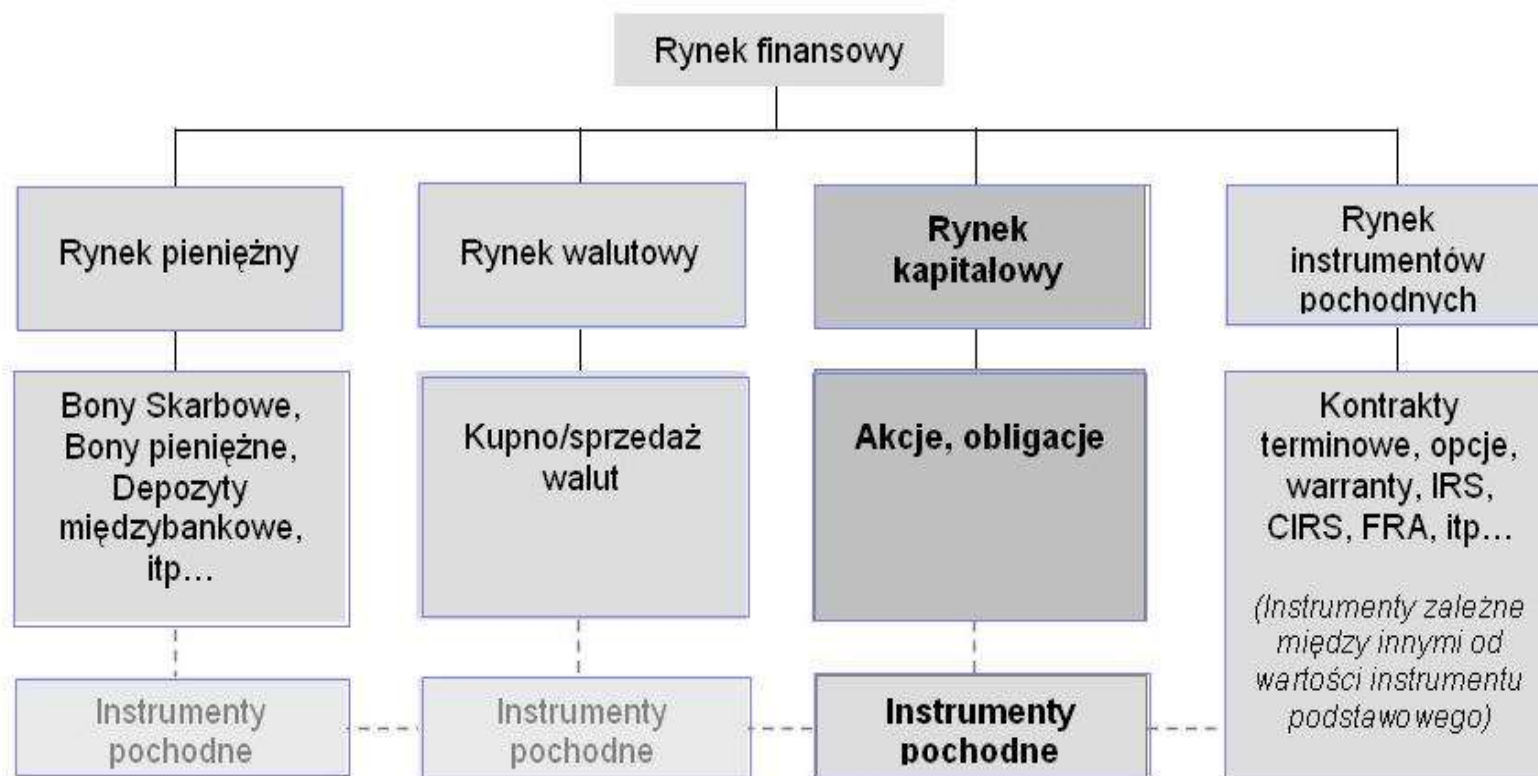 Rynek finansowy
Rynek pieniężny
Rynek walutowy
Rynek
kapitałowy
Rynek
instrumentów
pochodnych
Bony Skarbowe,
Bony pieniężne,
Depozyty
międzybankowe,
itp...
Kupno/sprzedaż
walut
Akcje, obligacje
Kontrakty
terminowe, opcje,
warranty, IRS,
CIRS, FRA, itp...
(Instrumenty zależne
między innymi od
wartości instrumentu
podstawowego)
Instrumenty
pochodne
Instrumenty
pochodne
Instrumenty
pochodne